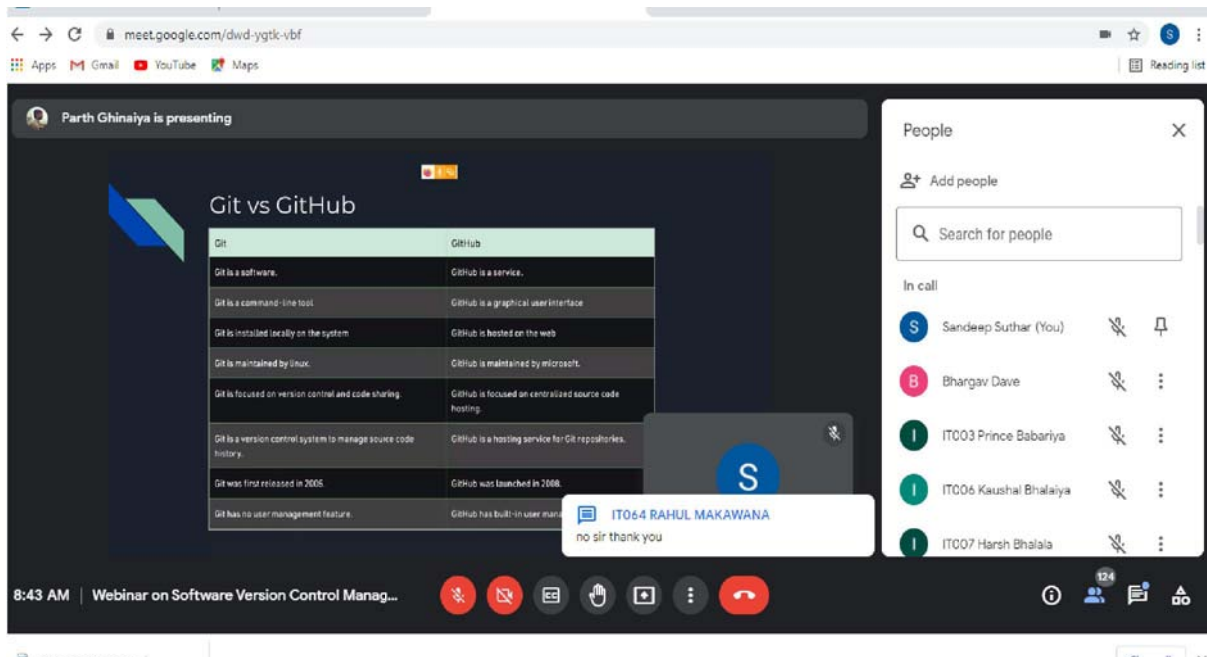 meet.google.com/dwd-ygtk-vbf
S
Apps
Gmail
YouTube
Maps
Reading list
Parth Ghinaiya is presenting
Git vs GitHub
Git
GitHub
Git is a software.
GitHub is a service.
Git is a command-line tool
GitHub is a graphical user interface
Git is installed locally on the system
GitHub is hosted on the web
Git is maintained by linux.
GitHub is maintained by microsoft.
Git is focused on version control and code sharing.
GitHub is focused on centralized source code
hosting.
Git is a version control system to manage source code
history.
GitHub is a hosting service for Git repositories.
Git was first released in 2005.
GitHub was launched in 2008.
Git has no user management feature.
GitHub has built-in user mana
S
IT064 RAHUL MAKAWANA
no sir thank you
People
Add people
Search for people
In call
S
Sandeep Suthar (You)
B
Bhargav Dave
I
IT003 Prince Babariya
I
IT006 Kaushal Bhalaiya
I
IT007 Harsh Bhalala
8:43 AM | Webinar on Software Version Control Manag...
CC
124